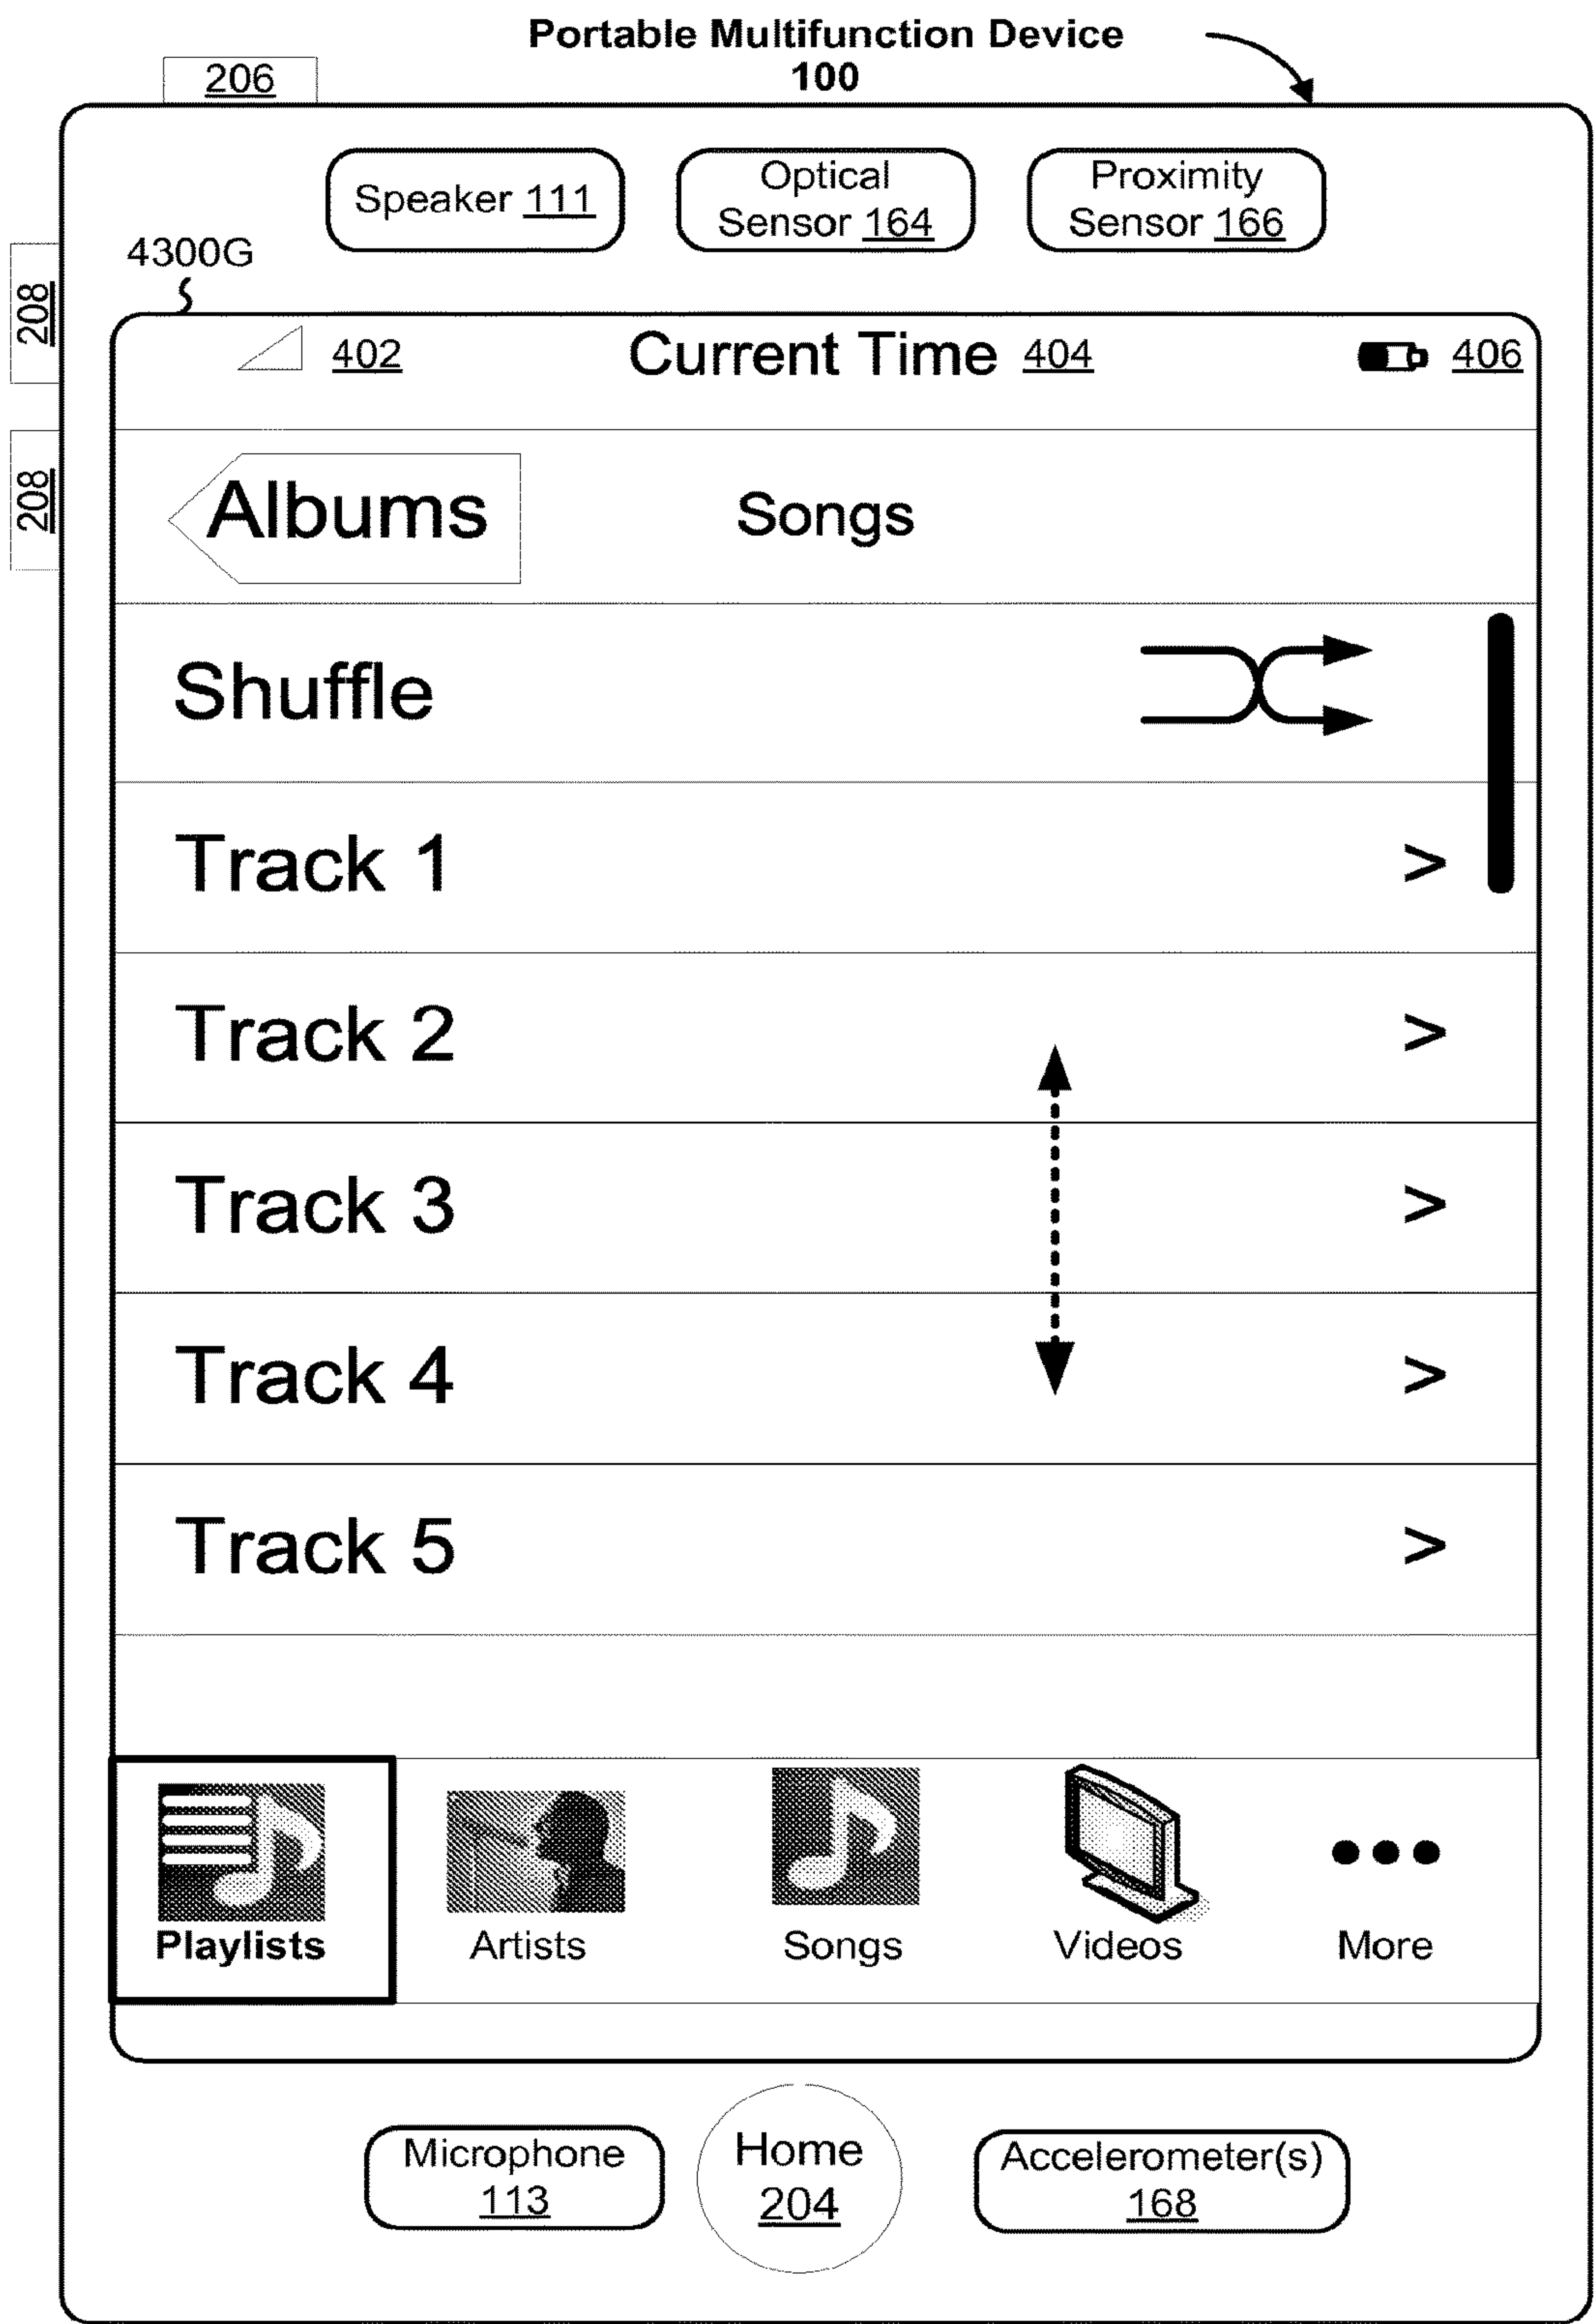 Portable Multifunction Device
100
206
Speaker 111
Optical
Sensor 164
Proximity
Sensor 166
4300G
208
208
402
Current Time 404
406
Albums
Songs
Shuffle
Track 1 >
Track 2 >
Track 3 >
Track 4 >
Track 5 >
Playlists
Artists
Songs
Videos
More
Microphone
113
Home
204
Accelerometer(s)
168